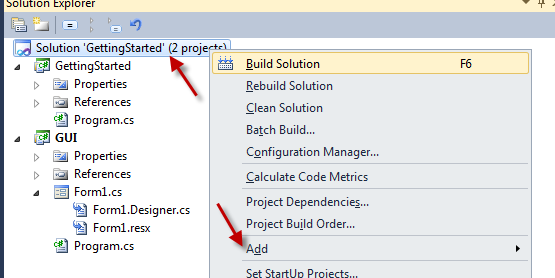 Solution Explorer
Solution 'GettingStarted' (2 projects)
GettingStarted
Properties
References
Program.cs
GUI
Properties
References
Form1.cs
Form1.Designer.cs
Form1.resx
Program.cs
Build Solution F6
Rebuild Solution
Clean Solution
Batch Build...
Configuration Manager...
Calculate Code Metrics
Project Dependencies...
Project Build Order...
Add
Set StartUp Projects...